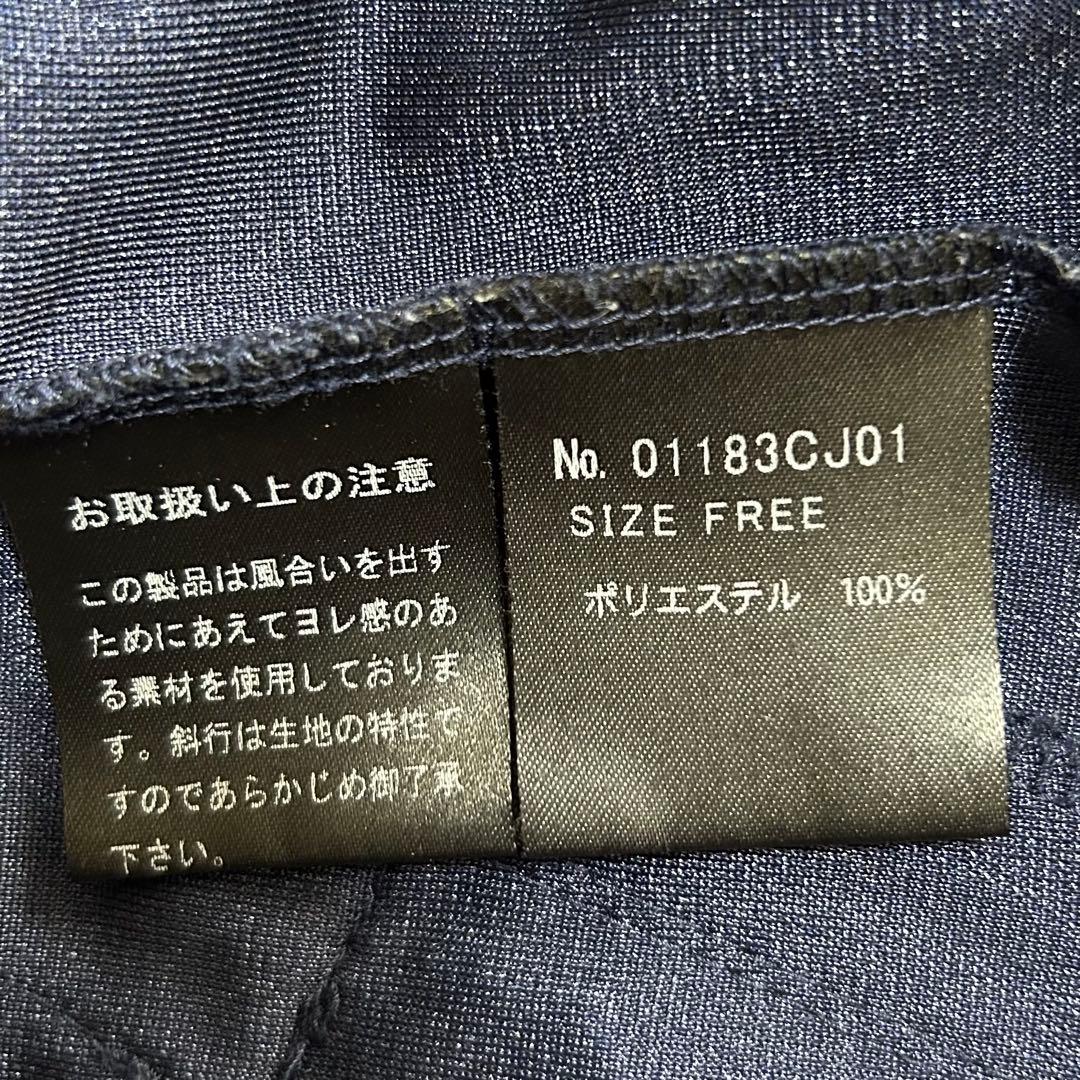 お取扱い上の注意
この製品は風合いを出す
ためにあえてヨレ感のあ
る素材を使用しておりま
す。斜行は生地の特性で
すのであらかじめ御了承
下さい。
No. 01183CJ01
SIZE FREE
ポリエステル 100%